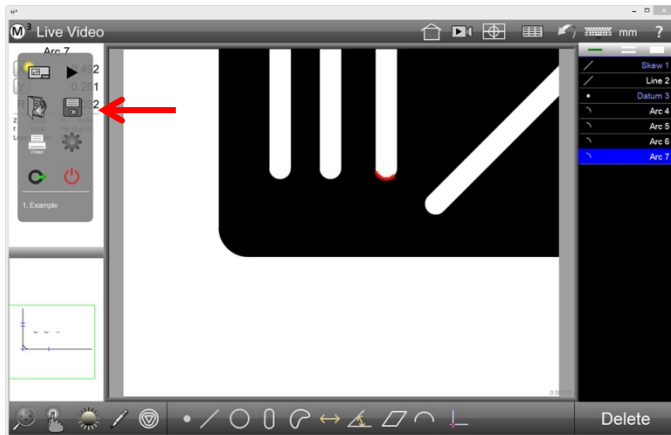 M³
M³ Live Video
mm
?
Arc 7
Skew 1
Line 2
Datum 3
Arc 4
Arc 5
Arc 6
Arc 7
Video
1. Example
Delete